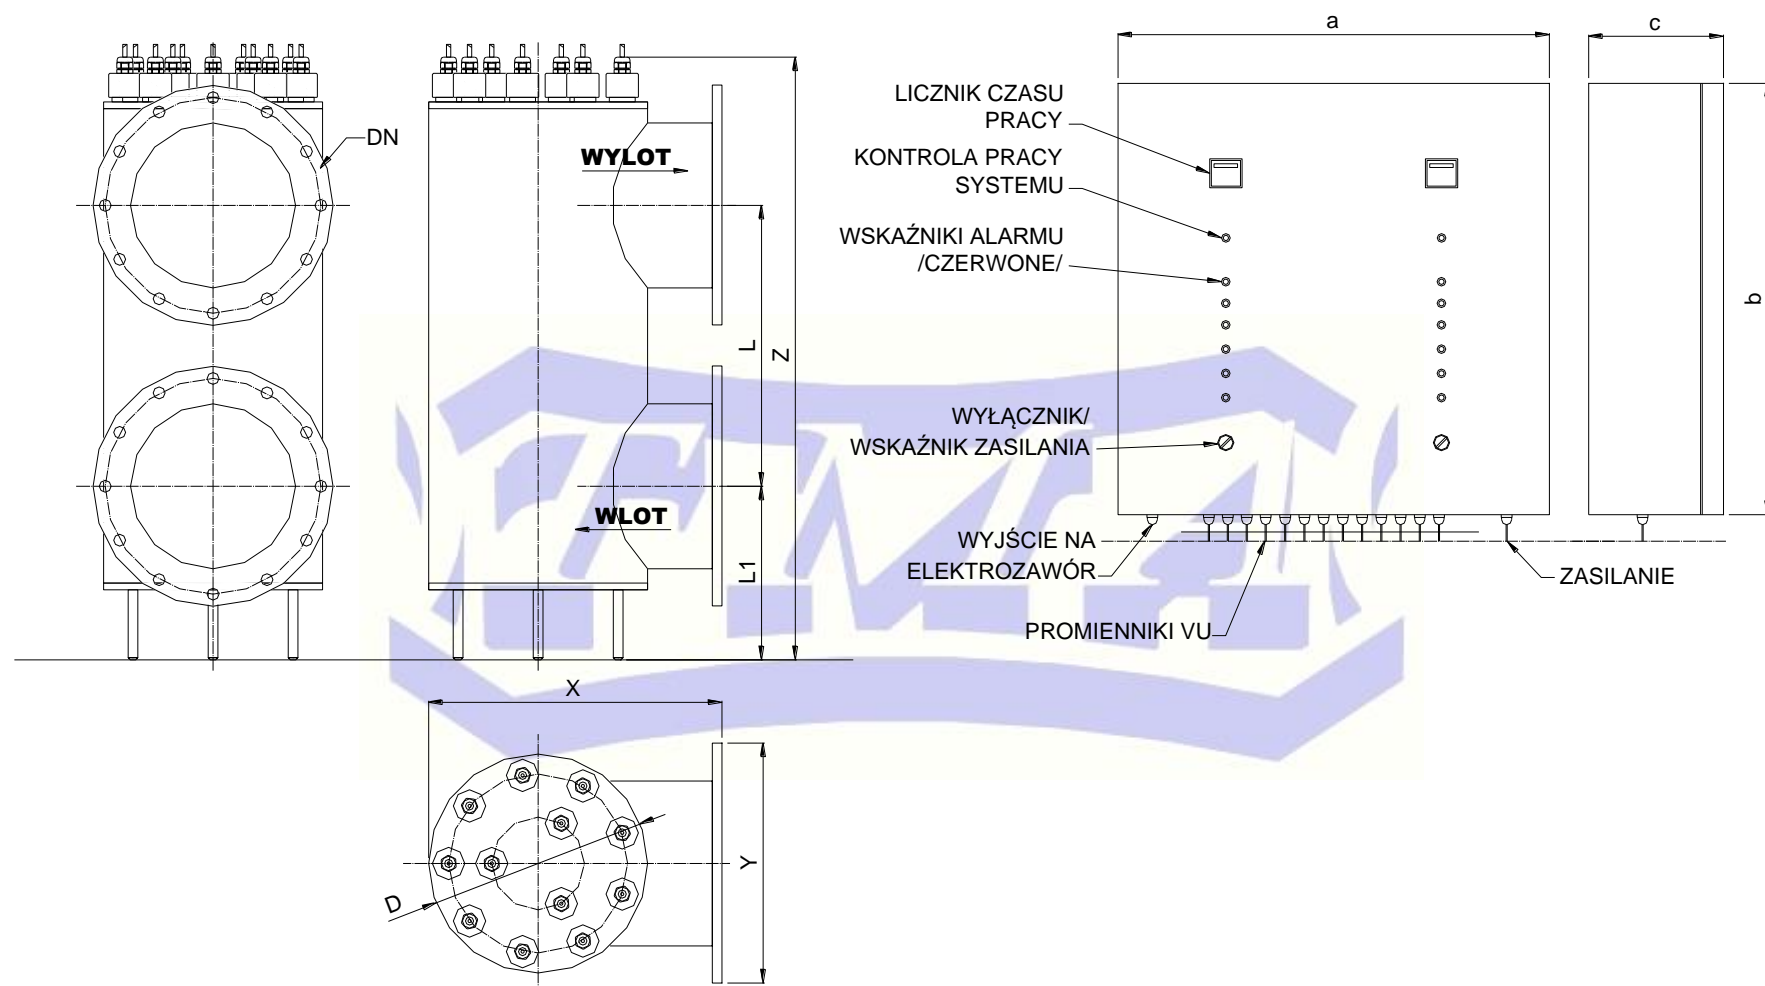 a
c
LICZNIK CZASU
PRACY
DN
KONTROLA PRACY
SYSTEMU
WYLOT
WSKAŹNIKI ALARMU
/CZERWONE/
b
L
Z
WYŁĄCZNIK/
WSKAŹNIK ZASILANIA
TMA
WLOT
WYJŚCIE NA
ELEKTROZAWÓR
L1
ZASILANIE
PROMIENNIKI VU
X
Y
D